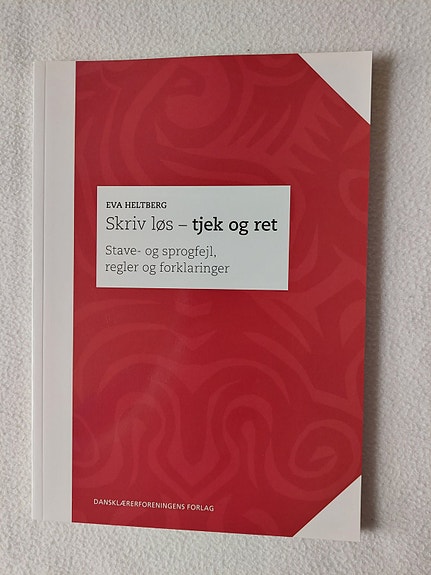 EVA HELTBERG
Skriv løs – tjek og ret
Stave- og sprogfejl,
regler og forklaringer
DANSKLÆRERFORENINGENS FORLAG